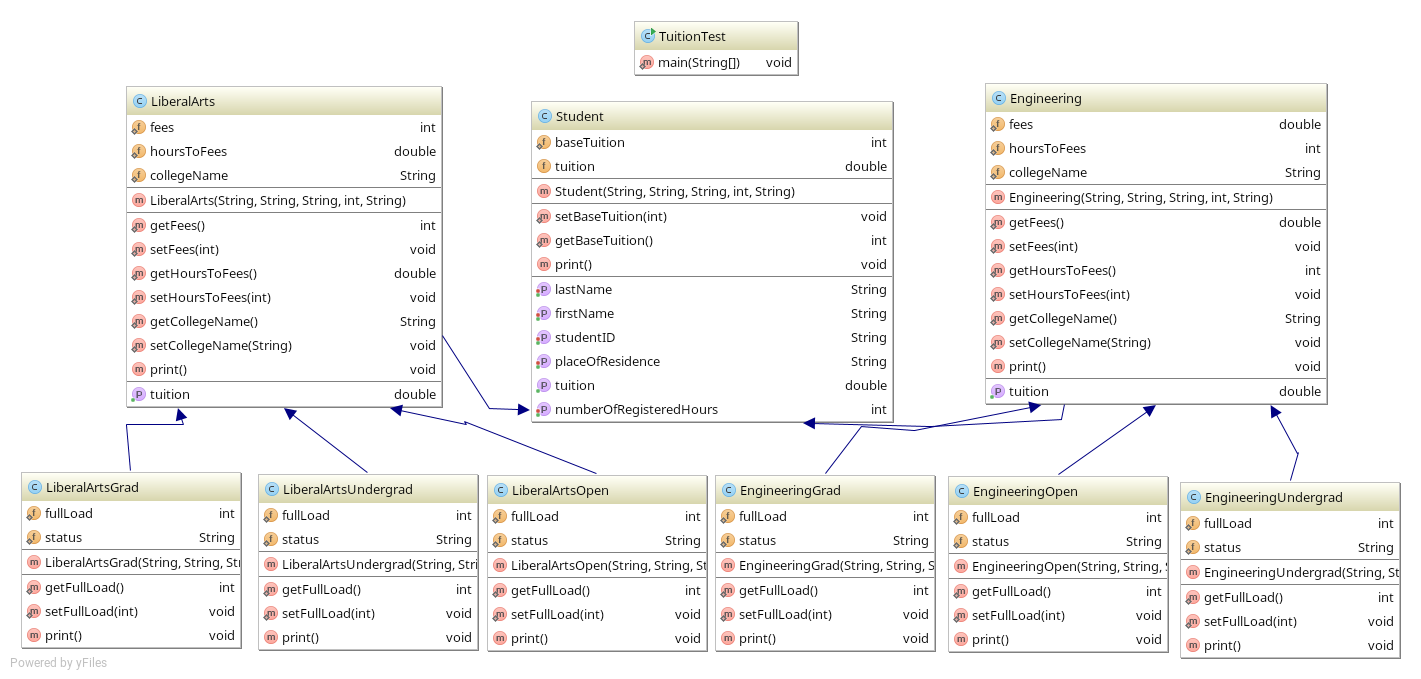 TuitionTest
main(String[]) void
LiberalArts
fees int
hoursToFees double
collegeName String
LiberalArts(String, String, String, int, String)
getFees() int
setFees(int) void
getHoursToFees() double
setHoursToFees(int) void
getCollegeName() String
setCollegeName(String) void
print() void
tuition double
Student
baseTuition int
tuition double
Student(String, String, String, int, String)
setBaseTuition(int) void
getBaseTuition() int
print() void
lastName String
firstName String
studentID String
placeOfResidence String
tuition double
numberOfRegisteredHours int
Engineering
fees double
hoursToFees int
collegeName String
Engineering(String, String, String, int, String)
getFees() double
setFees(int) void
getHoursToFees() int
setHoursToFees(int) void
getCollegeName() String
setCollegeName(String) void
print() void
tuition double
LiberalArtsGrad
fullLoad int
status String
LiberalArtsGrad(String, String, Str
getFullLoad() int
setFullLoad(int) void
print() void
LiberalArtsUndergrad
fullLoad int
status String
LiberalArtsUndergrad(String, Stri
getFullLoad() int
setFullLoad(int) void
print() void
LiberalArtsOpen
fullLoad int
status String
LiberalArtsOpen(String, String, St
getFullLoad() int
setFullLoad(int) void
print() void
EngineeringGrad
fullLoad int
status String
EngineeringGrad(String, String, S
getFullLoad() int
setFullLoad(int) void
print() void
EngineeringOpen
fullLoad int
status String
EngineeringOpen(String, String, S
getFullLoad() int
setFullLoad(int) void
print() void
EngineeringUndergrad
fullLoad int
status String
EngineeringUndergrad(String, St
getFullLoad() int
setFullLoad(int) void
print() void
Powered by yFiles